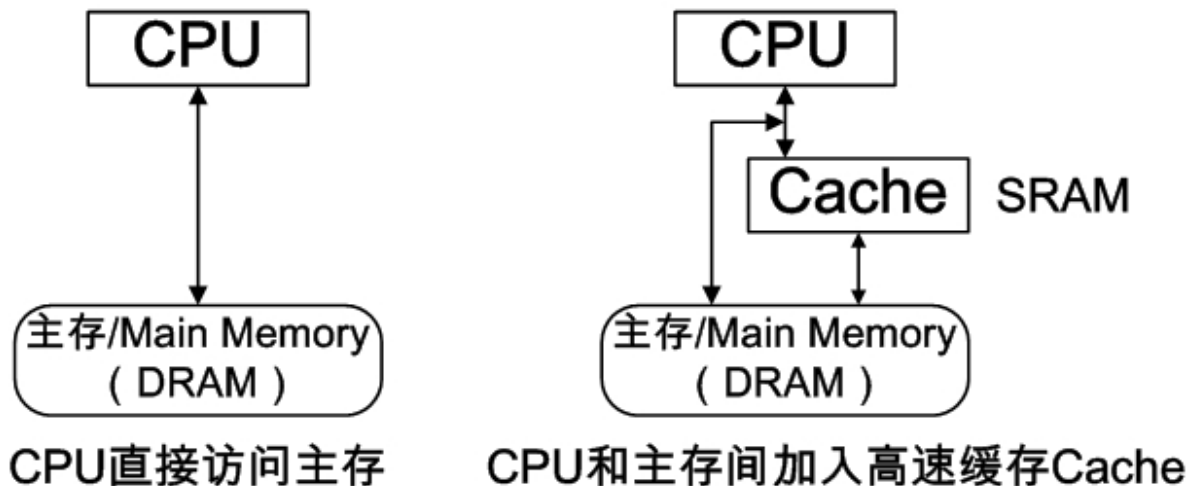 CPU
主存/Main Memory
( DRAM )
CPU直接访问主存
CPU
Cache
SRAM
主存/Main Memory
( DRAM )
CPU和主存间加入高速缓存Cache